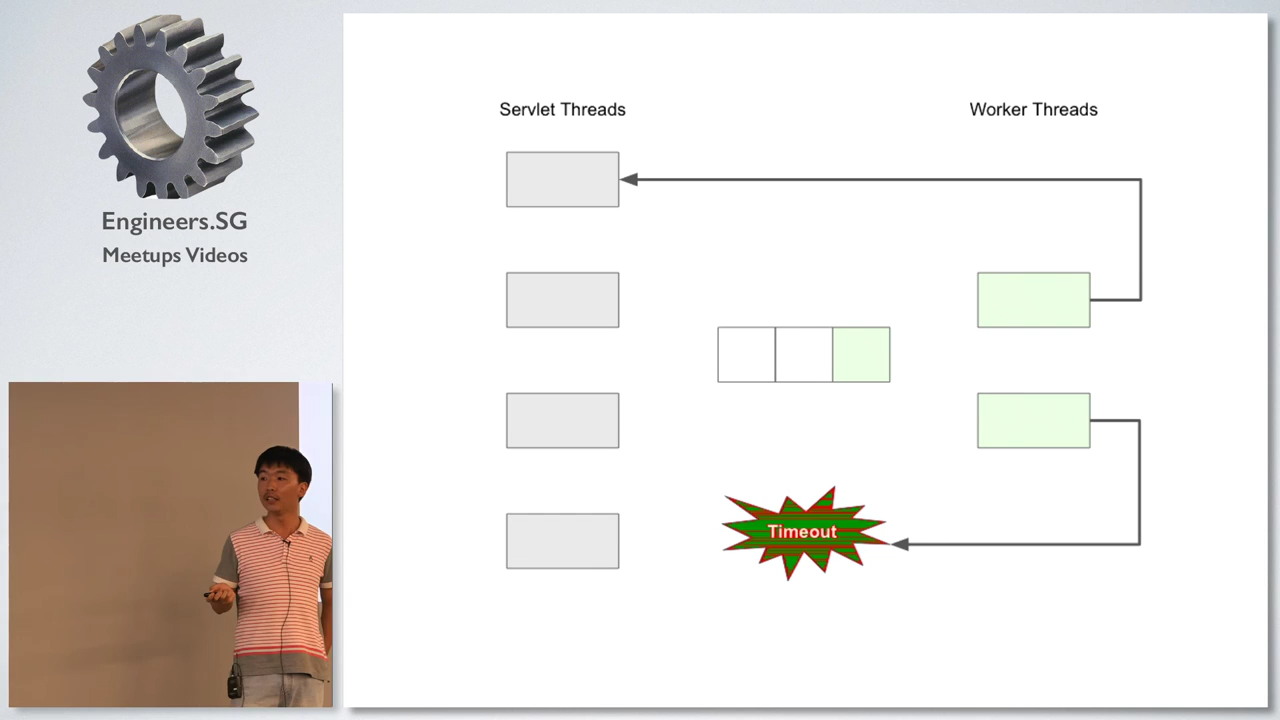 Engineers.SG
Meetups Videos
Servlet Threads
Worker Threads
Timeout